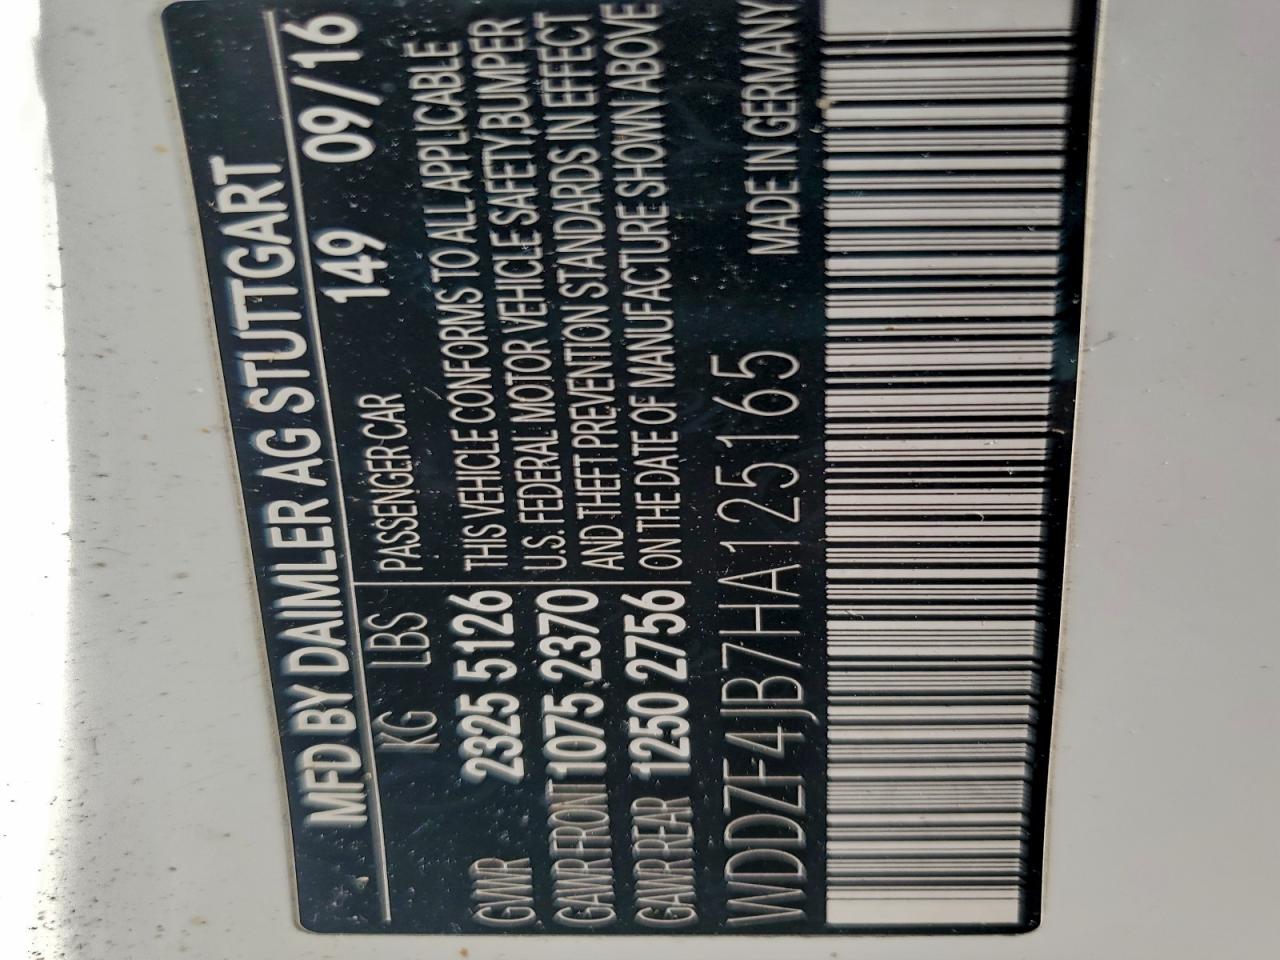 MFD BY DAIMLER AG STUTTGART
149 09/16
KG LBS PASSENGER CAR
GWR 2325 5126 THIS VEHICLE CONFORMS TO ALL APPLICABLE
U.S. FEDERAL MOTOR VEHICLE SAFETY,BUMPER
GAWR FRONT 1075 2370 AND THEFT PREVENTION STANDARDS IN EFFECT
GAWR REAR 1250 2756 ON THE DATE OF MANUFACTURE SHOWN ABOVE
WDDZF4JB7HA125165 MADE IN GERMANY